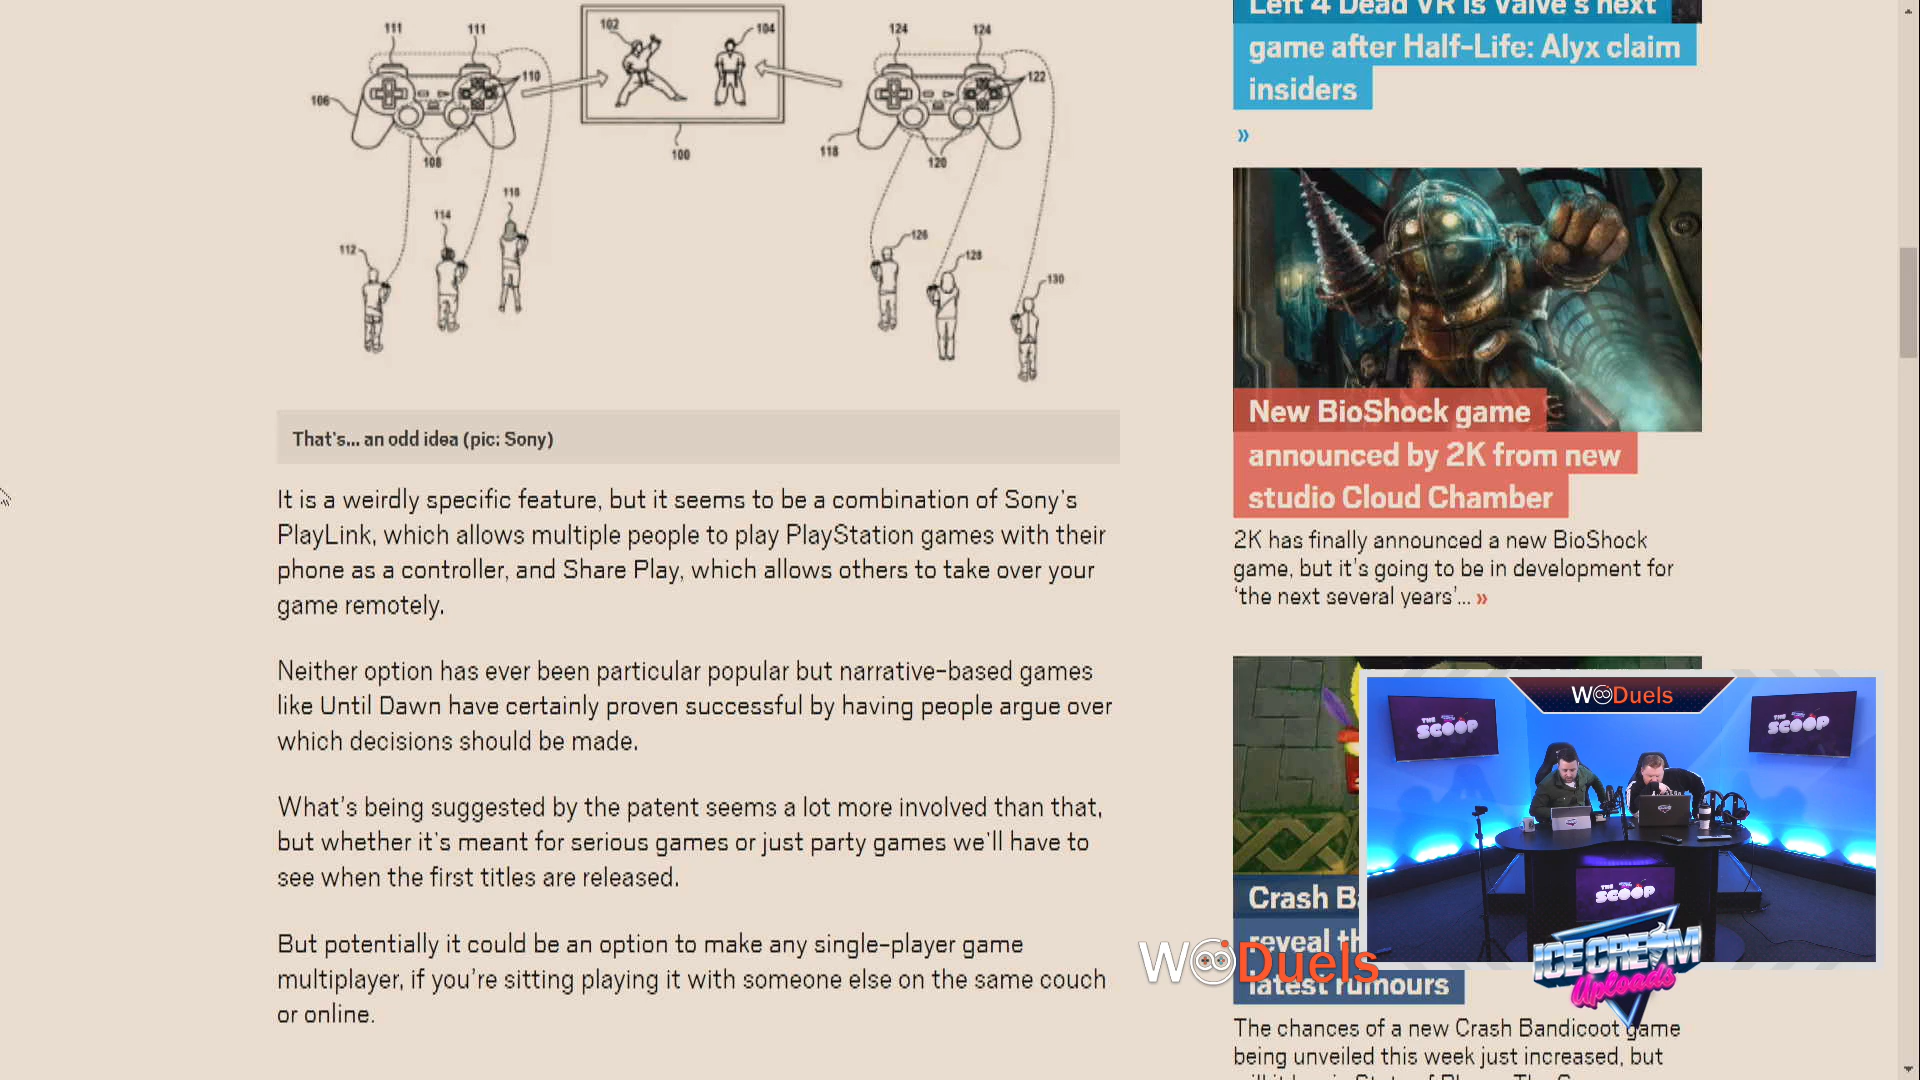 111
111
102
104
124
124
110
122
106
108
100
118
120
118
114
112
126
128
130
That's... an odd idea (pic: Sony)
It is a weirdly specific feature, but it seems to be a combination of Sony's
PlayLink, which allows multiple people to play PlayStation games with their
phone as a controller, and Share Play, which allows others to take over your
game remotely.
Neither option has ever been particular popular but narrative-based games
like Until Dawn have certainly proven successful by having people argue over
which decisions should be made.
What's being suggested by the patent seems a lot more involved than that,
but whether it's meant for serious games or just party games we'll have to
see when the first titles are released.
But potentially it could be an option to make any single-player game
multiplayer, if you're sitting playing it with someone else on the same couch
or online.
Left 4 Dead VR is Valve's next
game after Half-Life: Alyx claim
insiders
»
New BioShock game
announced by 2K from new
studio Cloud Chamber
2K has finally announced a new BioShock
game, but it's going to be in development for
'the next several years'... »
Crash
reveal
latest rumours
The chances of a new Crash Bandicoot game
being unveiled this week just increased, but
WooDuels
THE SCOOP
THE SCOOP
THE SCOOP
WooDuels
ICE CREAM
Uploads